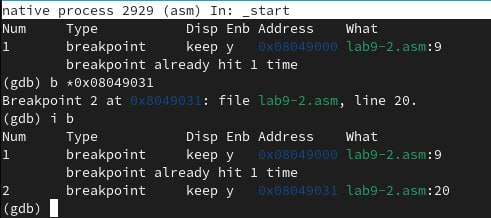 native process 2929 (asm) In: _start
Num     Type           Disp Enb Address    What
1       breakpoint     keep y   0x08049000 lab9-2.asm:9
        breakpoint already hit 1 time
(gdb) b *0x08049031
Breakpoint 2 at 0x8049031: file lab9-2.asm, line 20.
(gdb) i b
Num     Type           Disp Enb Address    What
1       breakpoint     keep y   0x08049000 lab9-2.asm:9
        breakpoint already hit 1 time
2       breakpoint     keep y   0x08049031 lab9-2.asm:20
(gdb)